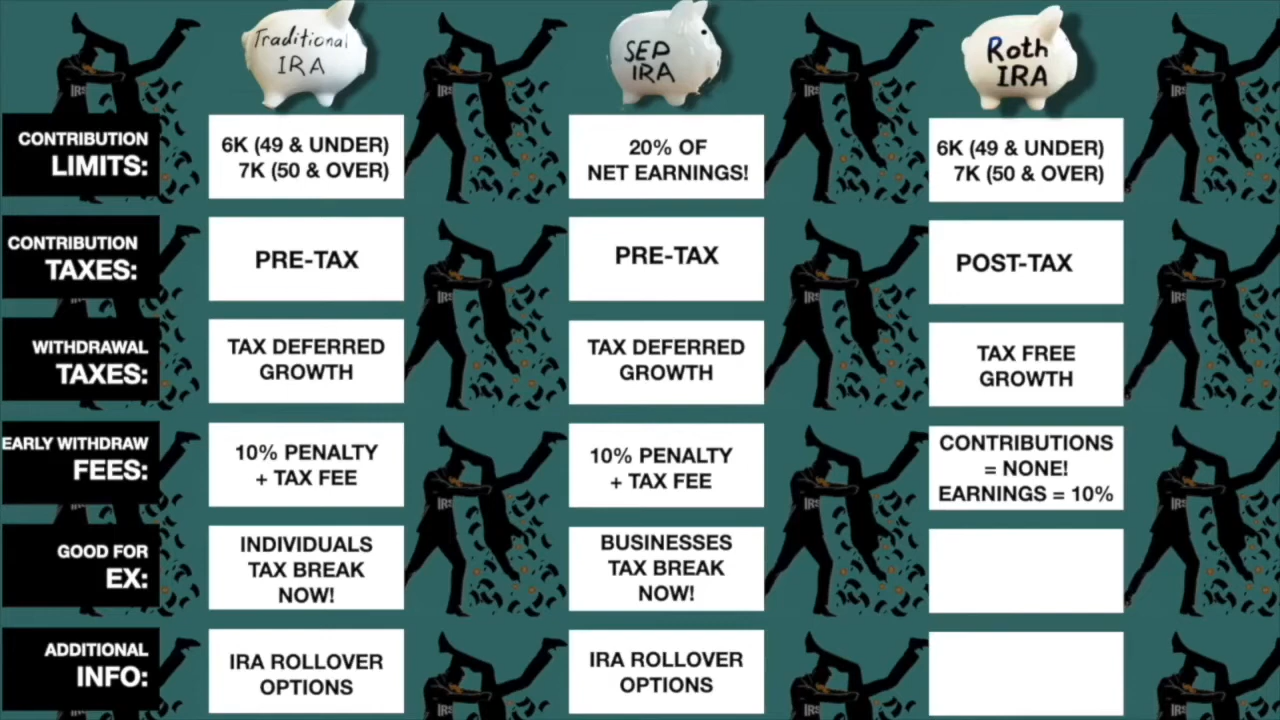 Traditional
IRA
SEP
IRA
Roth
IRA
CONTRIBUTION
LIMITS:
6K (49 & UNDER)
7K (50 & OVER)
20% OF
NET EARNINGS!
6K (49 & UNDER)
7K (50 & OVER)
CONTRIBUTION
TAXES:
PRE-TAX
PRE-TAX
POST-TAX
WITHDRAWAL
TAXES:
TAX DEFERRED
GROWTH
TAX DEFERRED
GROWTH
TAX FREE
GROWTH
EARLY WITHDRAW
FEES:
10% PENALTY
+ TAX FEE
10% PENALTY
+ TAX FEE
CONTRIBUTIONS
= NONE!
EARNINGS = 10%
GOOD FOR
EX:
INDIVIDUALS
TAX BREAK
NOW!
BUSINESSES
TAX BREAK
NOW!
ADDITIONAL
INFO:
IRA ROLLOVER
OPTIONS
IRA ROLLOVER
OPTIONS